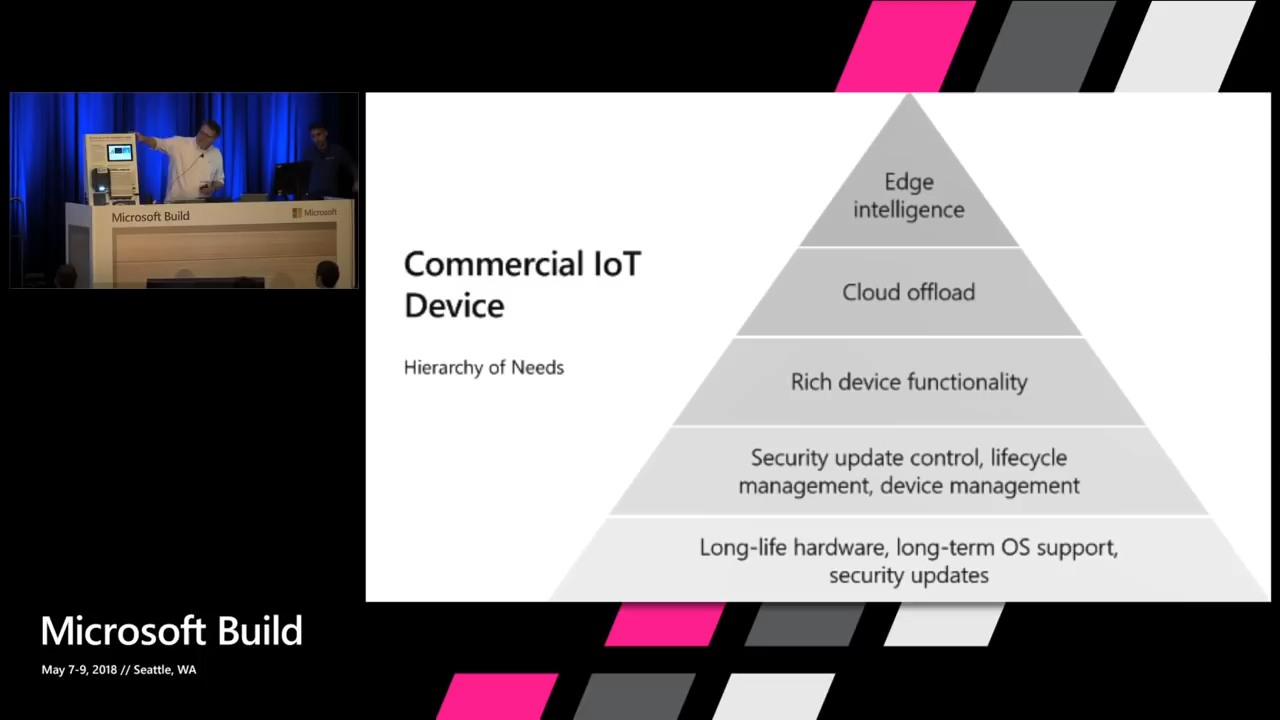 Microsoft Build
Microsoft
Commercial IoT
Device
Hierarchy of Needs
Edge
intelligence
Cloud offload
Rich device functionality
Security update control, lifecycle
management, device management
Long-life hardware, long-term OS support,
security updates
Microsoft Build
May 7-9, 2018 // Seattle, WA